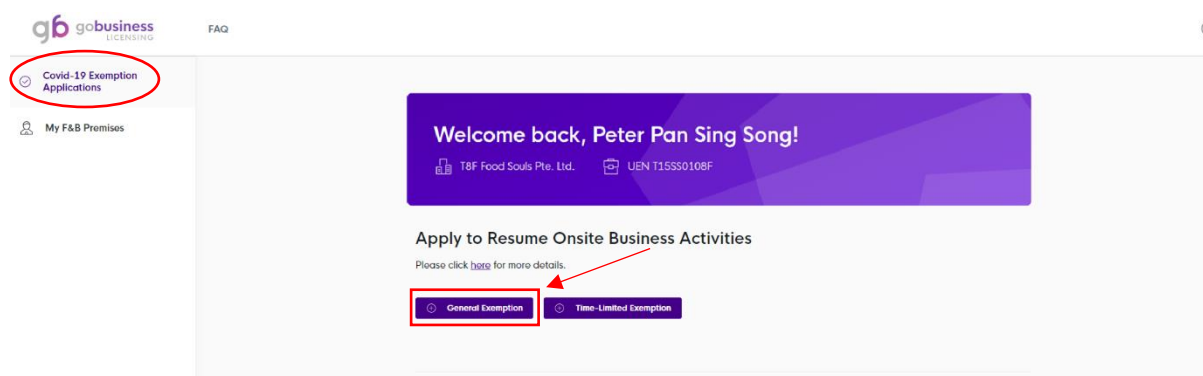 gb gobusiness
LICENSING
FAQ
Covid-19 Exemption
Applications
My F&B Premises
Welcome back, Peter Pan Sing Song!
T8F Food Souls Pte. Ltd.
UEN T15SS0108F
Apply to Resume Onsite Business Activities
Please click here for more details.
General Exemption
Time-Limited Exemption